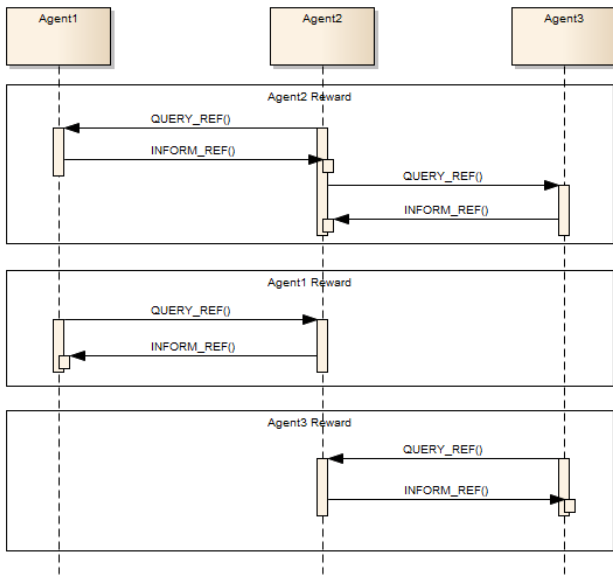 Agent1
Agent2
Agent3
Agent2 Reward
QUERY_REF()
INFORM_REF()
QUERY_REF()
INFORM_REF()
Agent1 Reward
QUERY_REF()
INFORM_REF()
Agent3 Reward
QUERY_REF()
INFORM_REF()